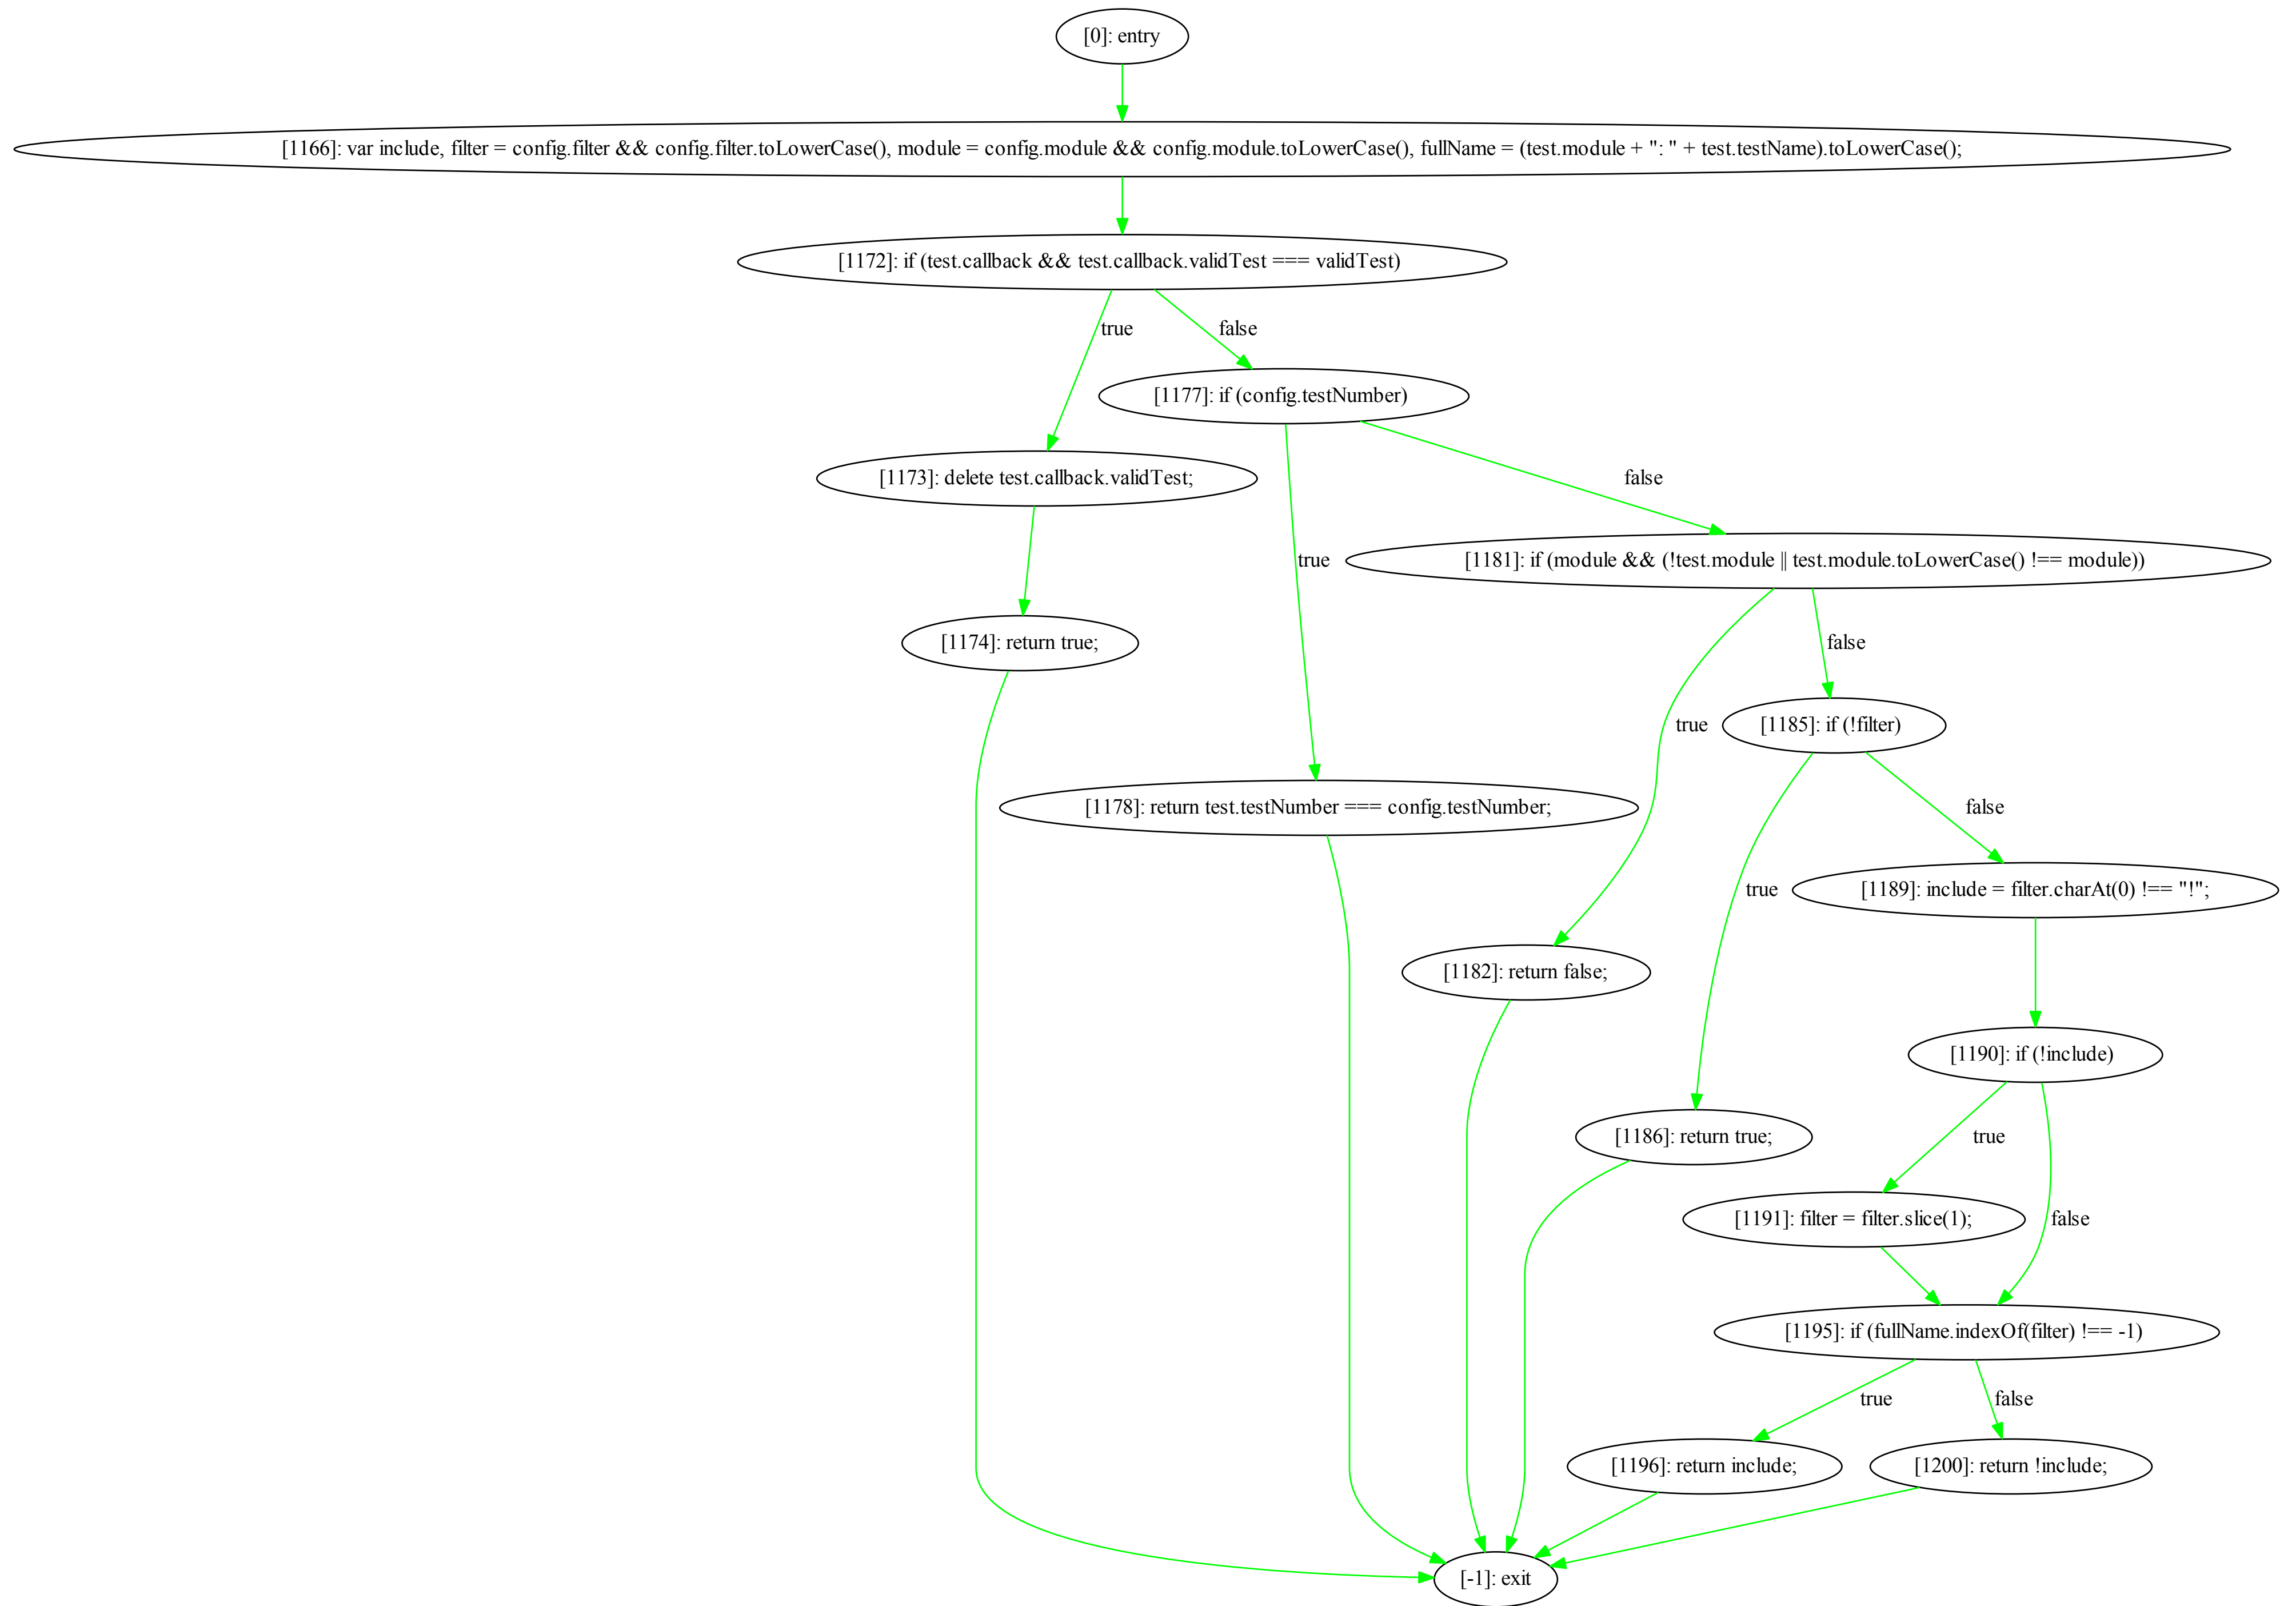 [0]: entry
[1166]: var include, filter = config.filter && config.filter.toLowerCase(), module = config.module && config.module.toLowerCase(), fullName = (test.module + ": " + test.testName).toLowerCase();
[1172]: if (test.callback && test.callback.validTest === validTest)
true
false
[1177]: if (config.testNumber)
[1173]: delete test.callback.validTest;
false
true
[1181]: if (module && (!test.module || test.module.toLowerCase() !== module))
[1174]: return true;
false
true
[1185]: if (!filter)
[1178]: return test.testNumber === config.testNumber;
false
true
[1189]: include = filter.charAt(0) !== "!";
[1182]: return false;
[1190]: if (!include)
[1186]: return true;
true
[1191]: filter = filter.slice(1);
false
[1195]: if (fullName.indexOf(filter) !== -1)
true
false
[1196]: return include;
[1200]: return !include;
[-1]: exit